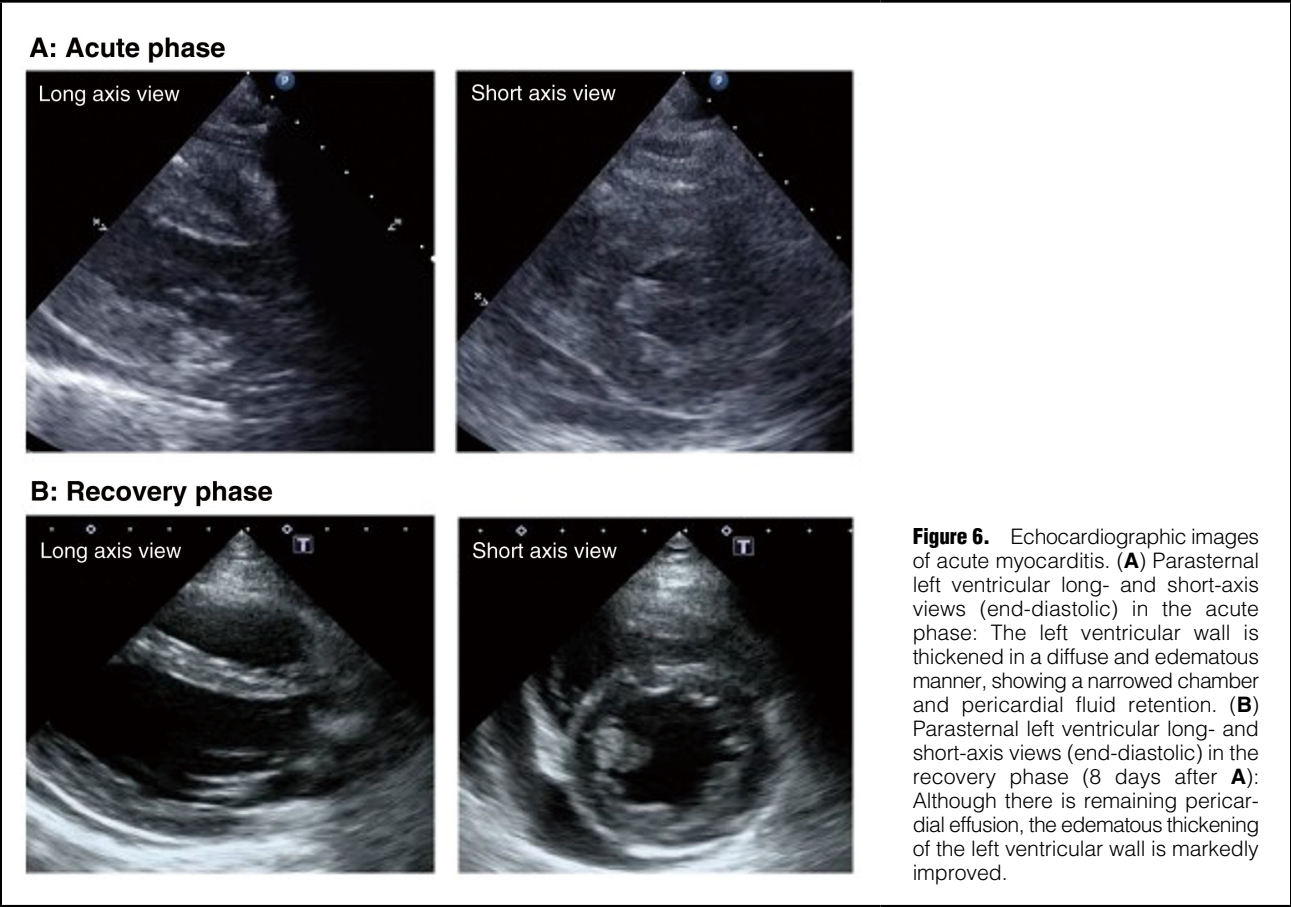 A: Acute phase
Long axis view
Short axis view
P
B: Recovery phase
Long axis view
T
Short axis view
T
Figure 6. Echocardiographic images
of acute myocarditis. (A) Parasternal
left ventricular long- and short-axis
views (end-diastolic) in the acute
phase: The left ventricular wall is
thickened in a diffuse and edematous
manner, showing a narrowed chamber
and pericardial fluid retention. (B)
Parasternal left ventricular long- and
short-axis views (end-diastolic) in the
recovery phase (8 days after A):
Although there is remaining pericar-
dial effusion, the edematous thickening
of the left ventricular wall is markedly
improved.